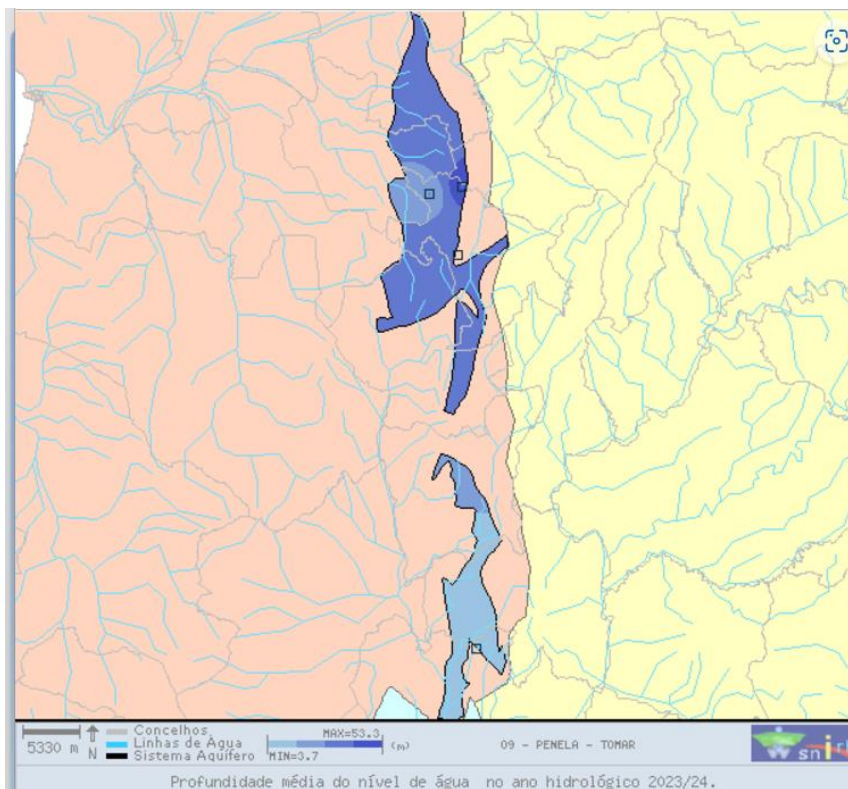 5330 m
N
Concelhos
Linhas de Água
Sistema Aquífero
MAX=53.3
(m)
MIN=3.7
09 - PENELA - TOMAR
Profundidade média do nível de água no ano hidrológico 2023/24.